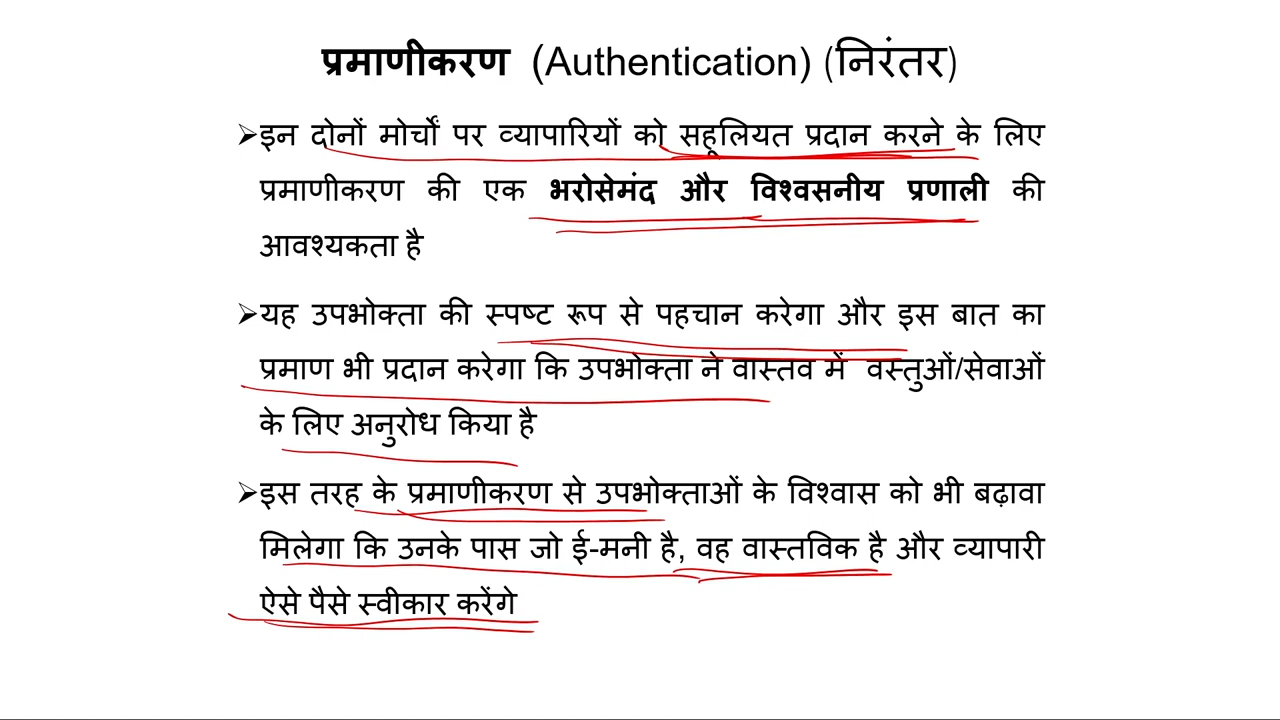 प्रमाणीकरण (Authentication) (निरंतर)
➢इन दोनों मोर्चों पर व्यापारियों को सहूलियत प्रदान करने के लिए
प्रमाणीकरण की एक भरोसेमंद और विश्वसनीय प्रणाली की
आवश्यकता है
➢यह उपभोक्ता की स्पष्ट रूप से पहचान करेगा और इस बात का
प्रमाण भी प्रदान करेगा कि उपभोक्ता ने वास्तव में वस्तुओं/सेवाओं
के लिए अनुरोध किया है
➢इस तरह के प्रमाणीकरण से उपभोक्ताओं के विश्वास को भी बढ़ावा
मिलेगा कि उनके पास जो ई-मनी है, वह वास्तविक है और व्यापारी
ऐसे पैसे स्वीकार करेंगे